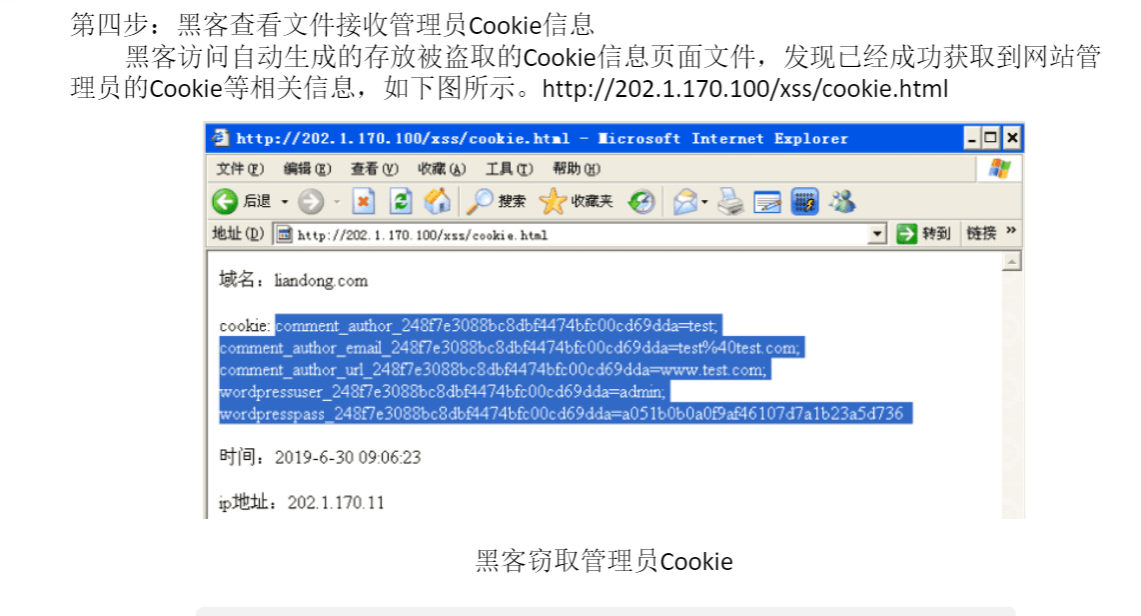 第四步：黑客查看文件接收管理员Cookie信息
黑客访问自动生成的存放被盗取的Cookie信息页面文件，发现已经成功获取到网站管
理员的Cookie等相关信息，如下图所示。http://202.1.170.100/xss/cookie.html
http://202.1.170.100/xss/cookie.html - Microsoft Internet Explorer
文件(F) 编辑(E) 查看(V) 收藏(A) 工具(T) 帮助(H)
后退 搜索 收藏夹
地址(D) http://202.1.170.100/xss/cookie.html 转到 链接 »
域名：liandong.com
cookie: comment_author_248f7e3088bc8dbf4474bfc00cd69dda=test;
comment_author_email_248f7e3088bc8dbf4474bfc00cd69dda=test%40test.com;
comment_author_url_248f7e3088bc8dbf4474bfc00cd69dda=www.test.com;
wordpressuser_248f7e3088bc8dbf4474bfc00cd69dda=admin;
wordpresspass_248f7e3088bc8dbf4474bfc00cd69dda=a051b0b0a0f9af46107d7a1b23a5d736
时间：2019-6-30 09:06:23
ip地址：202.1.170.11
黑客窃取管理员Cookie